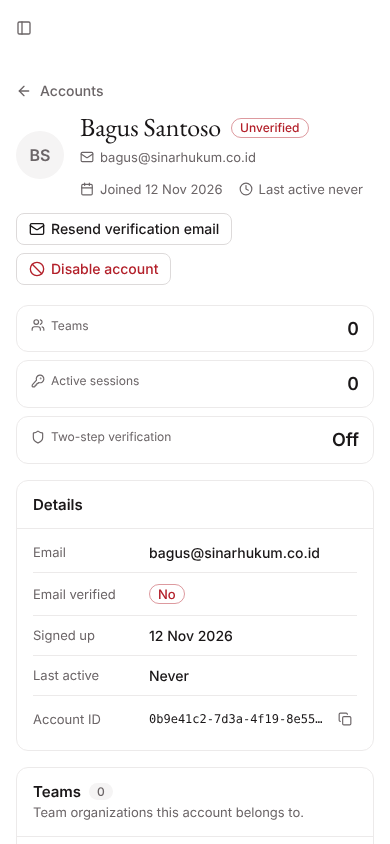 Accounts
Bagus Santoso Unverified
BS
bagus@sinarhukum.co.id
Joined 12 Nov 2026 Last active never
Resend verification email
Disable account
Teams 0
Active sessions 0
Two-step verification Off
Details
Email bagus@sinarhukum.co.id
Email verified No
Signed up 12 Nov 2026
Last active Never
Account ID 0b9e41c2-7d3a-4f19-8e55…
Teams 0
Team organizations this account belongs to.